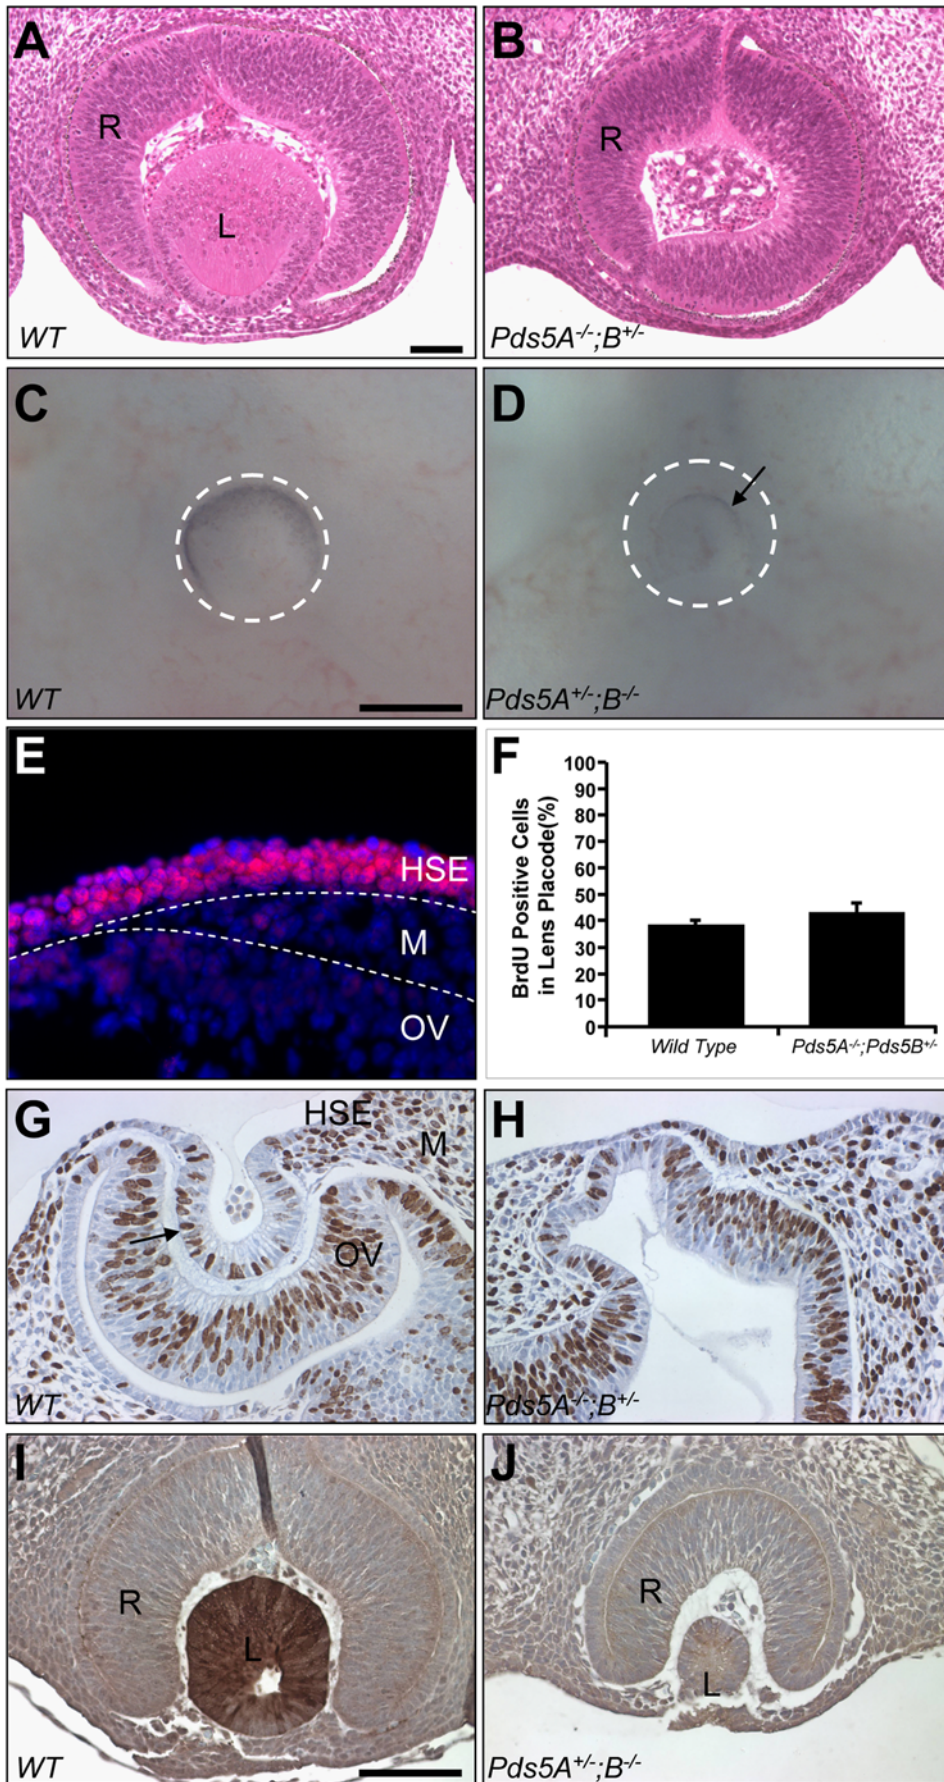 A
R
L
WT
B
R
Pds5A-/-;B+/-
C
WT
D
Pds5A+/-;B-/-
E
HSE
M
OV
F
BrdU Positive Cells
in Lens Placode(%)
100
90
80
70
60
50
40
30
20
10
0
Wild Type
Pds5A-/-;Pds5B+/-
G
HSE
M
OV
WT
H
Pds5A-/-;B+/-
I
R
L
WT
J
R
L
Pds5A+/-;B-/-